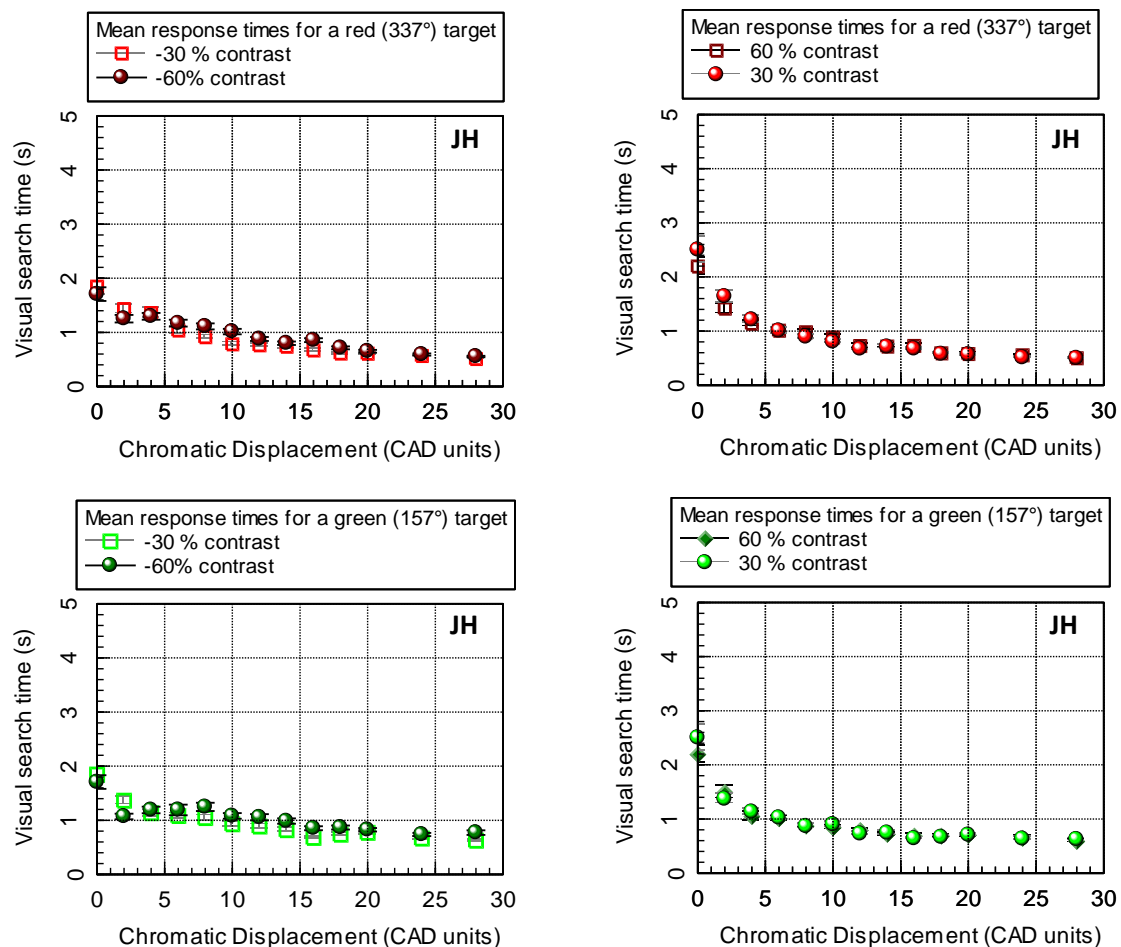 Mean response times for a red (337°) target
-30 % contrast
-60% contrast
JH
Visual search time (s)
0 1 2 3 4 5
0 5 10 15 20 25 30
Chromatic Displacement (CAD units)
Mean response times for a red (337°) target
60 % contrast
30 % contrast
JH
Visual search time (s)
0 1 2 3 4 5
0 5 10 15 20 25 30
Chromatic Displacement (CAD units)
Mean response times for a green (157°) target
-30 % contrast
-60% contrast
JH
Visual search time (s)
0 1 2 3 4 5
0 5 10 15 20 25 30
Chromatic Displacement (CAD units)
Mean response times for a green (157°) target
60 % contrast
30 % contrast
JH
Visual search time (s)
0 1 2 3 4 5
0 5 10 15 20 25 30
Chromatic Displacement (CAD units)